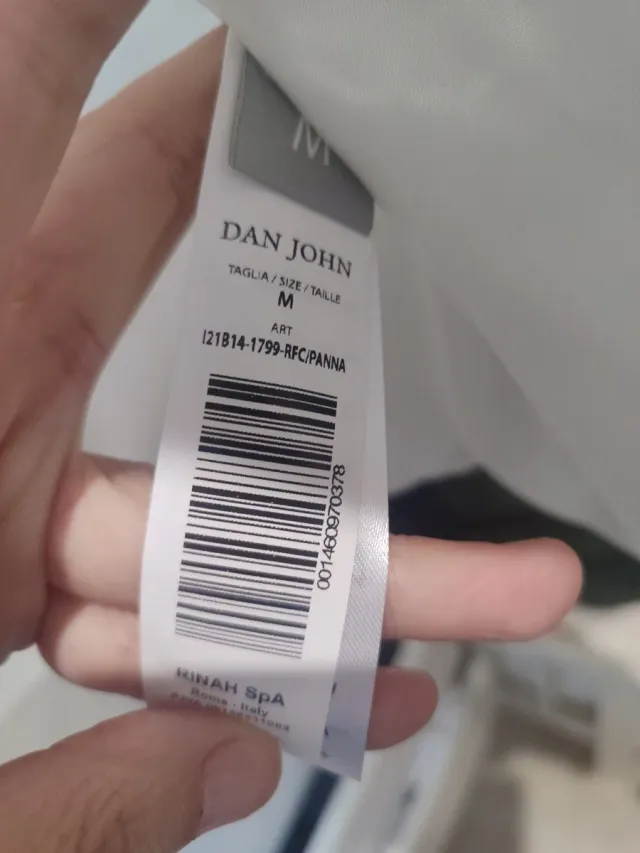 M
DAN JOHN
TAGLIA / SIZE / TAILLE
M
ART
I21B14-1799-RFC/PANNA
001460970378
RINAH SpA
Roma - Italy